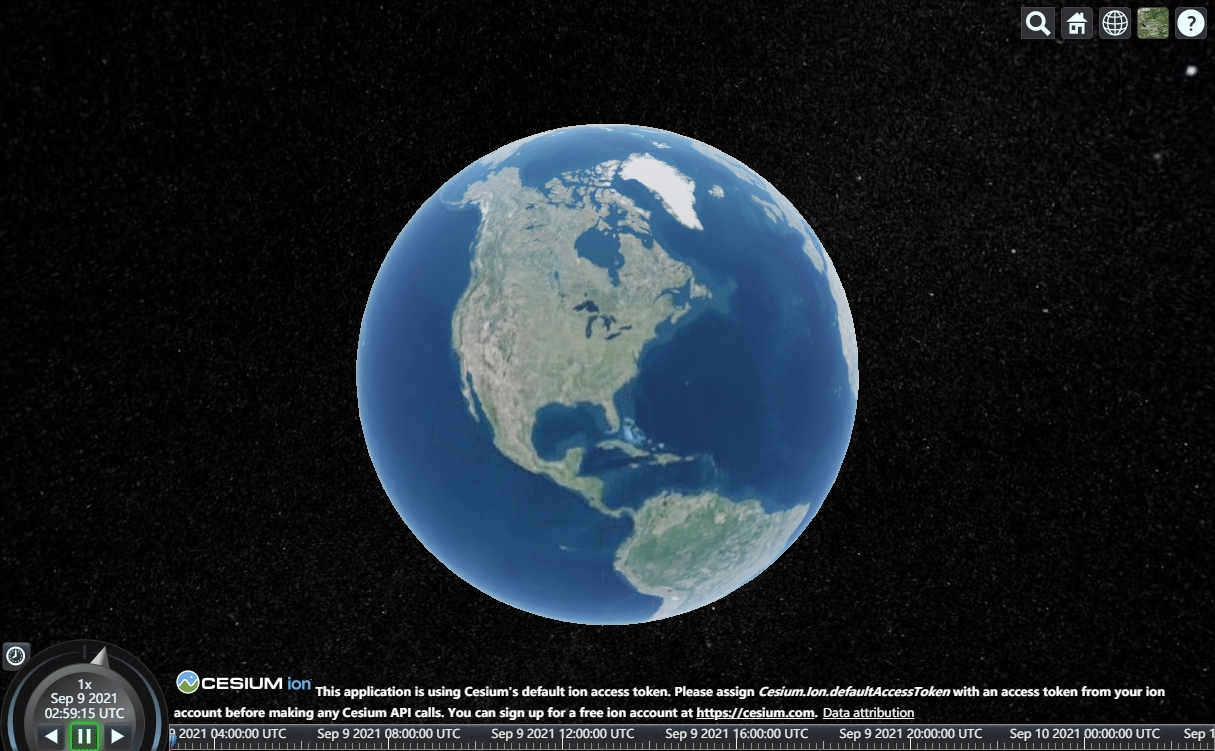 ?
1x
Sep 9 2021
02:59:15 UTC
CESIUM ion This application is using Cesium's default ion access token. Please assign Cesium.Ion.defaultAccessToken with an access token from your ion
account before making any Cesium API calls. You can sign up for a free ion account at https://cesium.com. Data attribution
9 2021 04:00:00 UTC Sep 9 2021 08:00:00 UTC Sep 9 2021 12:00:00 UTC Sep 9 2021 16:00:00 UTC Sep 9 2021 20:00:00 UTC Sep 10 2021 00:00:00 UTC Sep 1